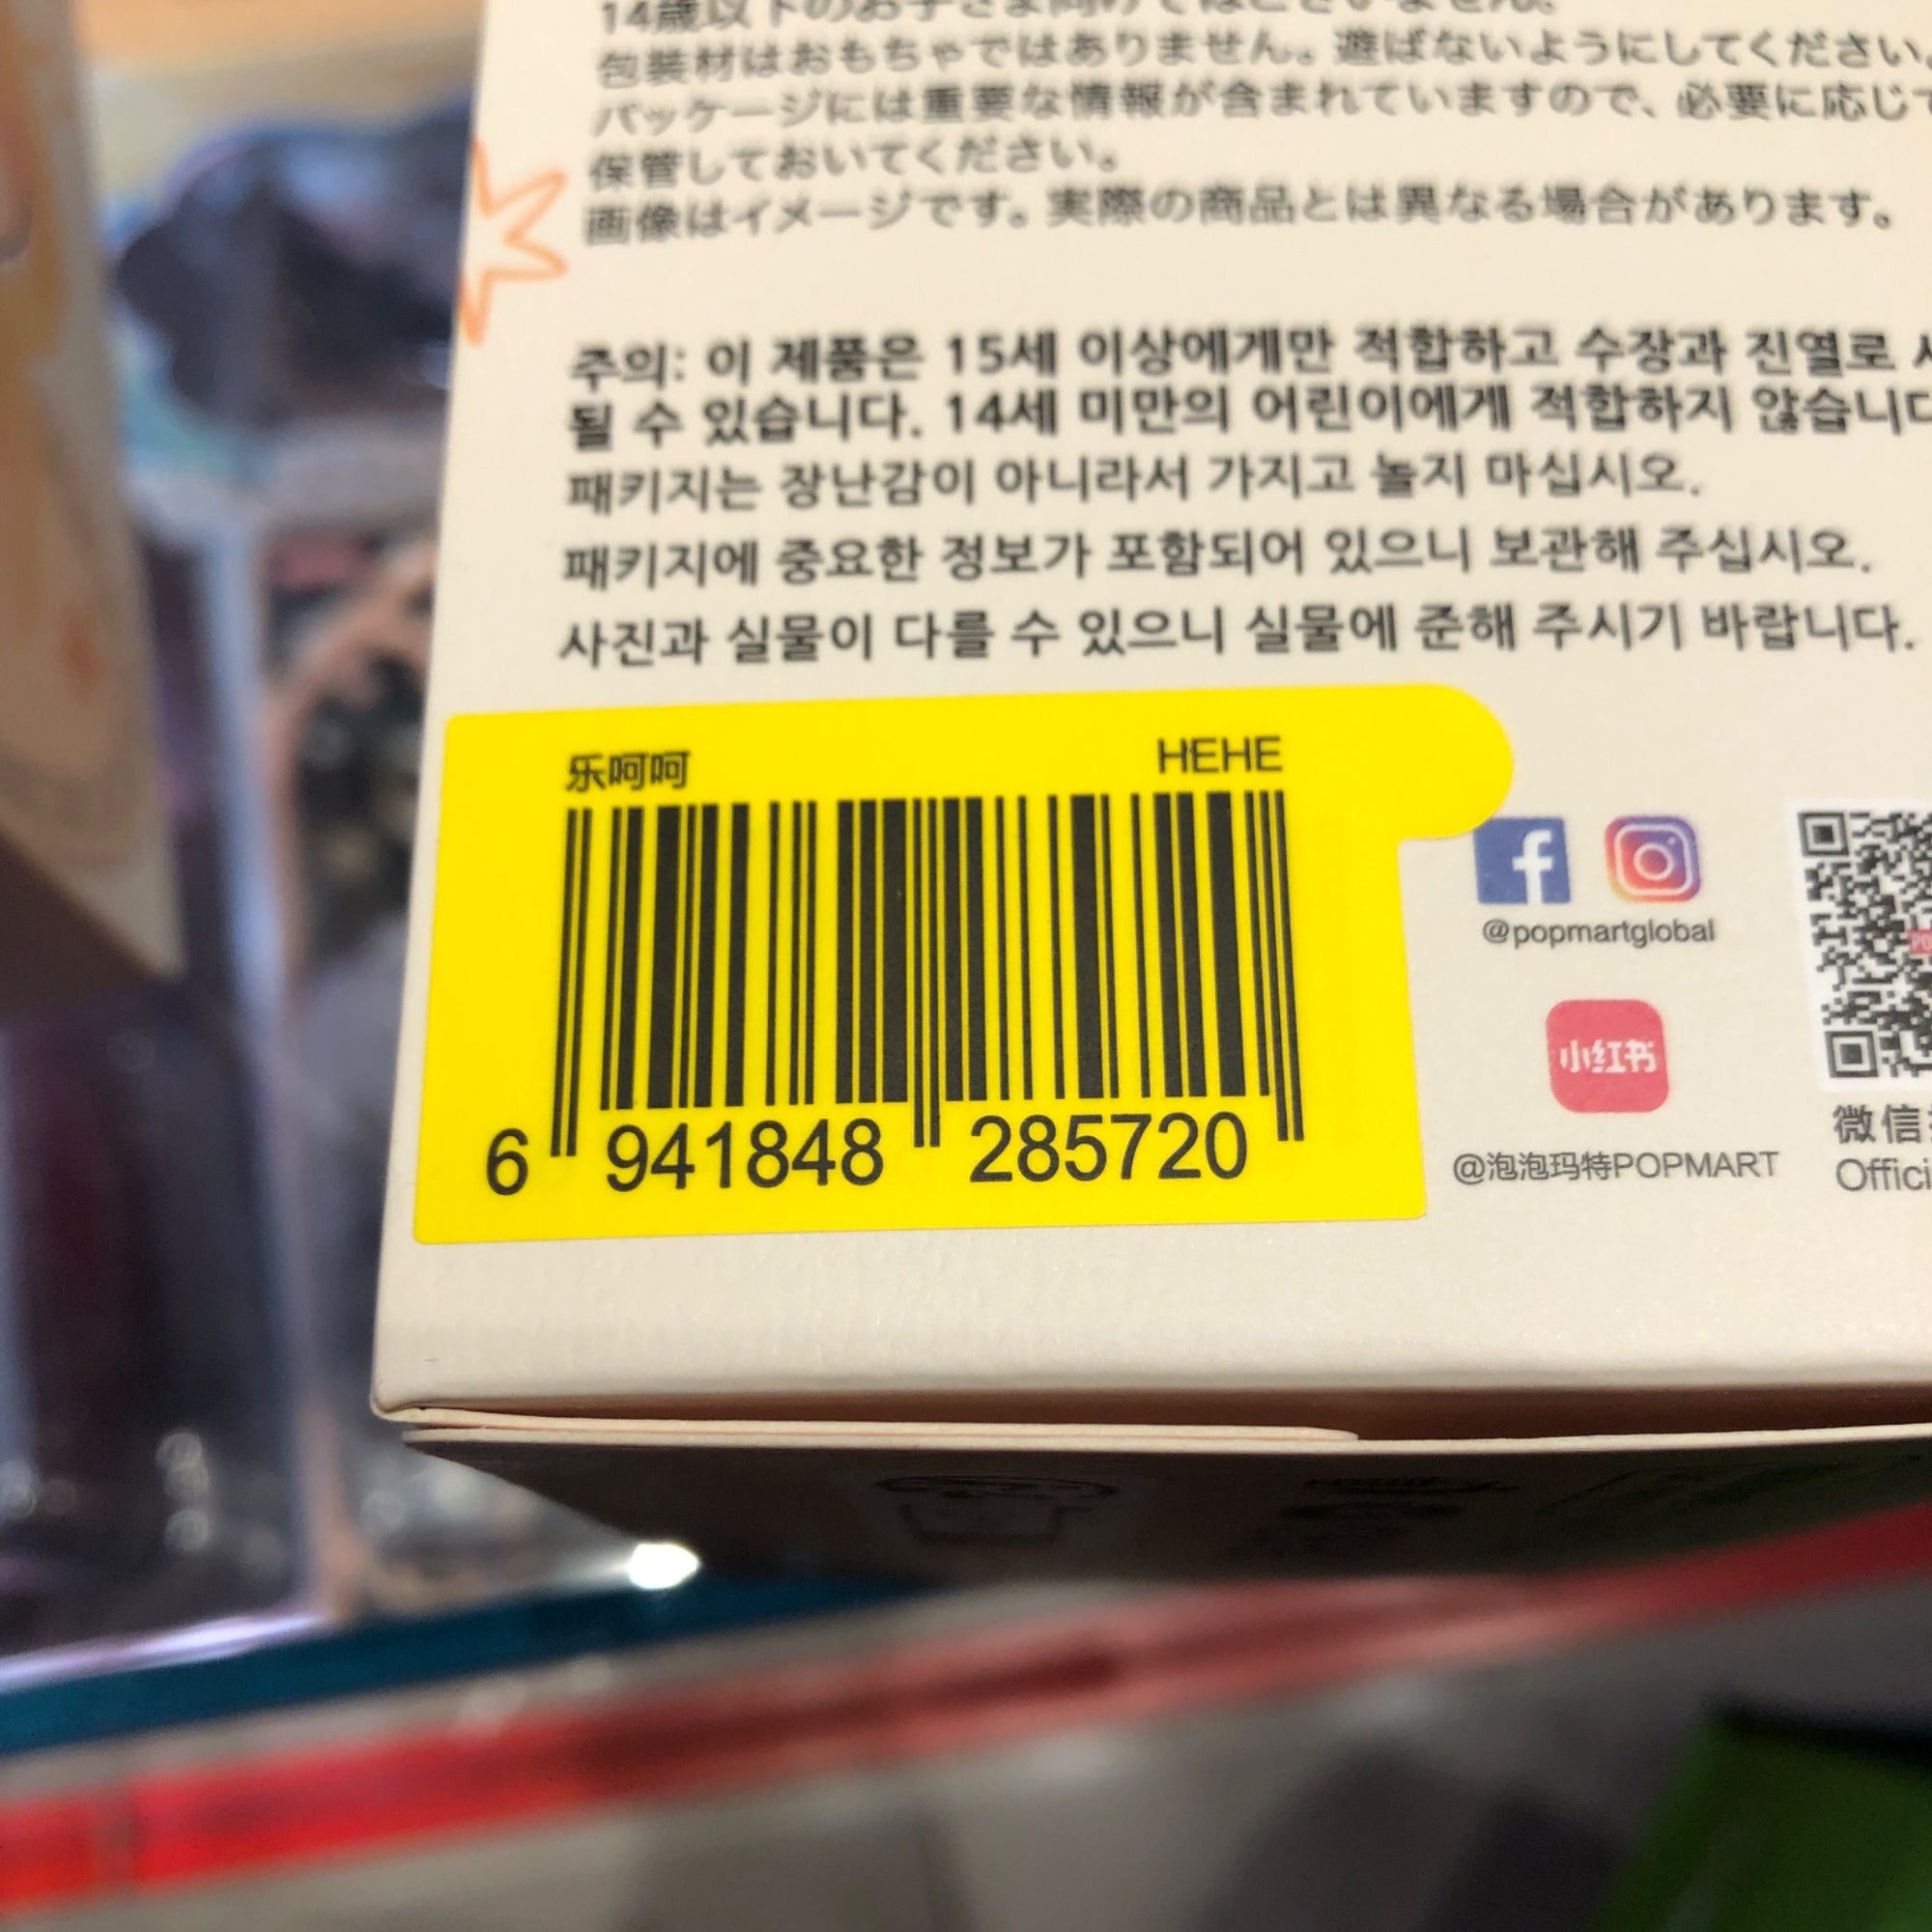 14歳以下のお子さま向けではございません。
包装材はおもちゃではありません。遊ばないようにしてください。
パッケージには重要な情報が含まれていますので、必要に応じて
保管しておいてください。
画像はイメージです。実際の商品とは異なる場合があります。
주의: 이 제품은 15세 이상에게만 적합하고 수장과 진열로
될 수 있습니다. 14세 미만의 어린이에게 적합하지 않습니다
패키지는 장난감이 아니라서 가지고 놀지 마십시오.
패키지에 중요한 정보가 포함되어 있으니 보관해 주십시오.
사진과 실물이 다를 수 있으니 실물에 준해 주시기 바랍니다.
乐呵呵 HEHE
6 941848 285720
@popmartglobal
小红书
@泡泡玛特POPMART
微信
Offici